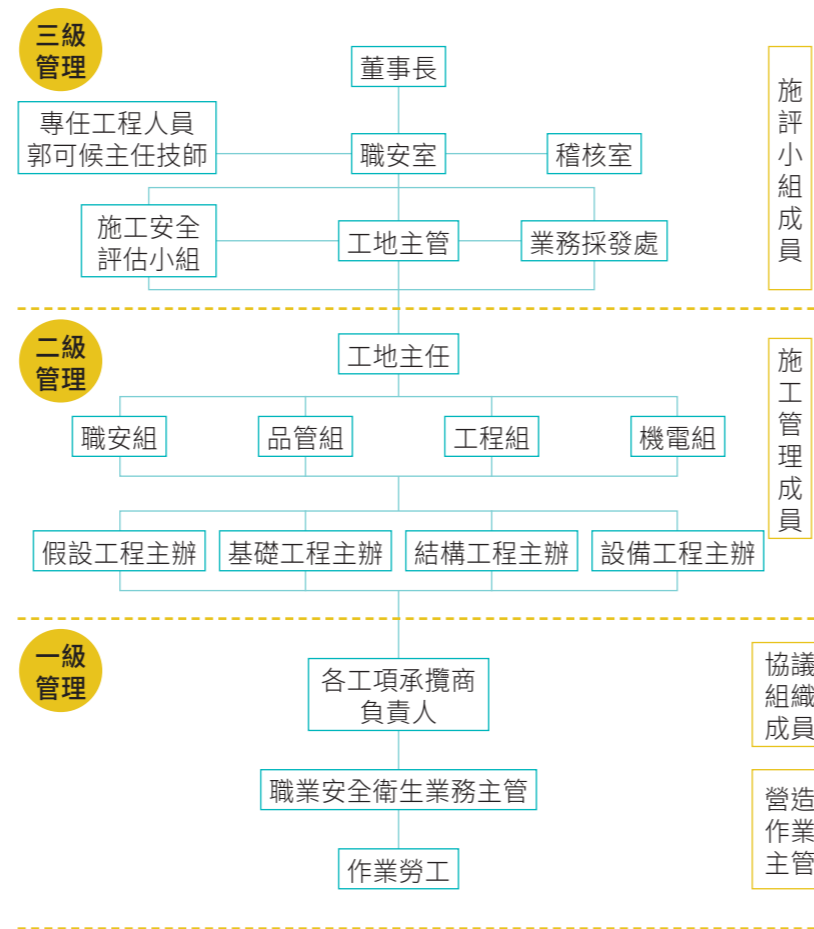 三級
管理
董事長
專任工程人員
郭可候主任技師
職安室
稽核室
施工安全
評估小組
工地主管
業務採發處
施評小組成員
二級
管理
工地主任
職安組
品管組
工程組
機電組
假設工程主辦
基礎工程主辦
結構工程主辦
設備工程主辦
施工管理成員
一級
管理
各工項承攬商
負責人
職業安全衛生業務主管
作業勞工
協議
組織
成員
營造
作業
主管